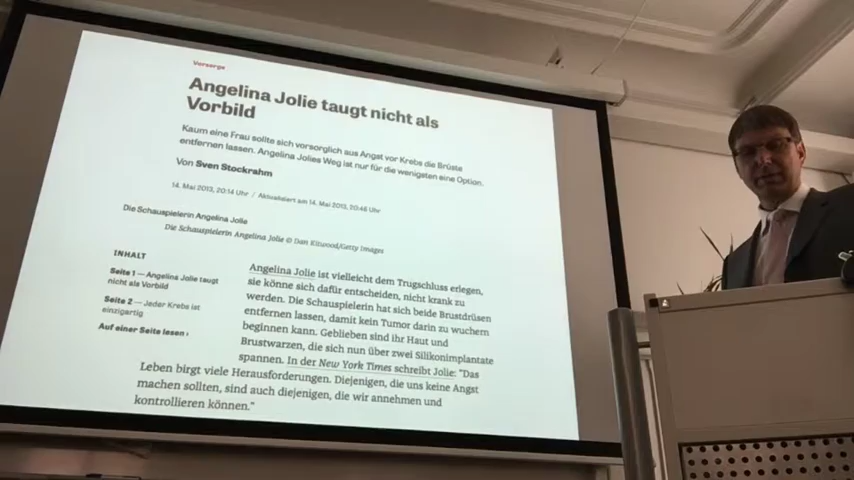 Vorsorge
Angelina Jolie taugt nicht als
Vorbild
Kaum eine Frau sollte sich vorsorglich aus Angst vor Krebs die Brüste
entfernen lassen. Angelina Jolies Weg ist nur für die wenigsten eine Option.
Von Sven Stockrahm
14. Mai 2013, 20:14 Uhr / Aktualisiert am 14. Mai 2013, 20:46 Uhr
Die Schauspielerin Angelina Jolie
Die Schauspielerin Angelina Jolie © Dan Kitwood/Getty Images
INHALT
Seite 1 — Angelina Jolie taugt
nicht als Vorbild
Seite 2 — Jeder Krebs ist
einzigartig
Auf einer Seite lesen ›
Angelina Jolie ist vielleicht dem Trugschluss erlegen,
sie könne sich dafür entscheiden, nicht krank zu
werden. Die Schauspielerin hat sich beide Brustdrüsen
entfernen lassen, damit kein Tumor darin zu wuchern
beginnen kann. Geblieben sind ihr Haut und
Brustwarzen, die sich nun über zwei Silikonimplantate
spannen. In der New York Times schreibt Jolie: "Das
Leben birgt viele Herausforderungen. Diejenigen, die uns keine Angst
machen sollten, sind auch diejenigen, die wir annehmen und
kontrollieren können."